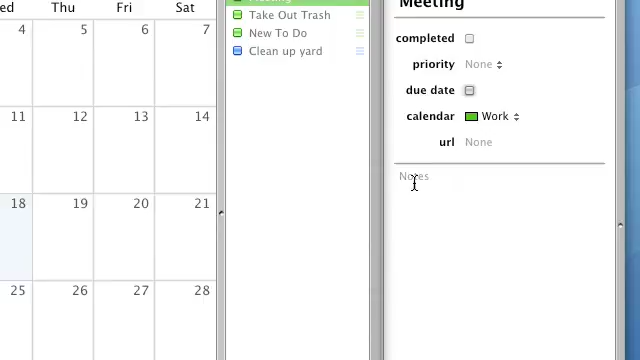 ed Thu Fri Sat
4 5 6 7
11 12 13 14
18 19 20 21
25 26 27 28
Meeting
Take Out Trash
New To Do
Clean up yard
Meeting
completed
priority None
due date
calendar Work
url None
Notes